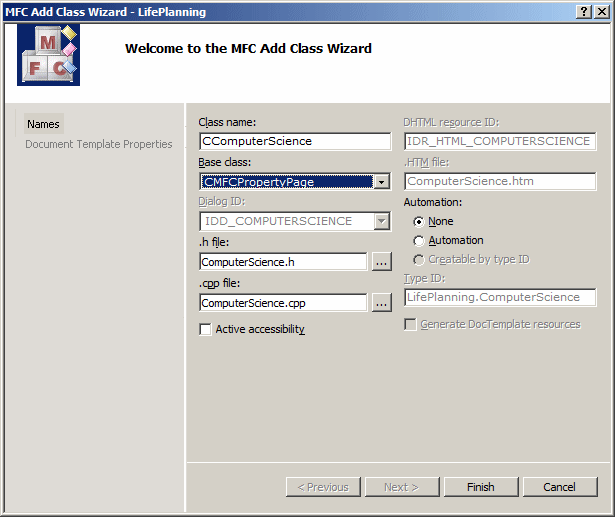 MFC Add Class Wizard - LifePlanning
MFC
Welcome to the MFC Add Class Wizard
Names
Document Template Properties
Class name:
CComputerScience
Base class:
CMFCPropertyPage
Dialog ID:
IDD_COMPUTERSCIENCE
.h file:
ComputerScience.h
...
.cpp file:
ComputerScience.cpp
...
Active accessibility
DHTML resource ID:
IDR_HTML_COMPUTERSCIENCE
.HTM file:
ComputerScience.htm
Automation:
None
Automation
Creatable by type ID
Type ID:
LifePlanning.ComputerScience
Generate DocTemplate resources
< Previous
Next >
Finish
Cancel